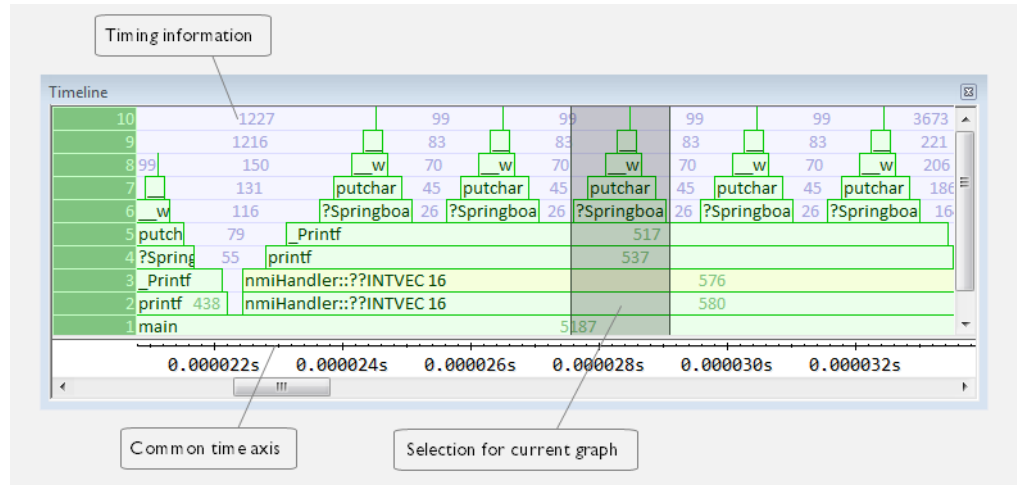 Timing information
Timeline
10 1227 99 99 99 99 3673
9 1216 83 83 83 83 221
8 99 150 __w 70 __w 70 __w 70 __w 70 __w 206
7 __ 131 putchar 45 putchar 45 putchar 45 putchar 45 putchar 186
6 __w 116 ?Springboa 26 ?Springboa 26 ?Springboa 26 ?Springboa 26 ?Springboa 16
5 putch 79 _Printf 517
4 ?Spring 55 printf 537
3 _Printf nmiHandler::??INTVEC 16 576
2 printf 438 nmiHandler::??INTVEC 16 580
1 main 5187
0.000022s 0.000024s 0.000026s 0.000028s 0.000030s 0.000032s
Common time axis
Selection for current graph